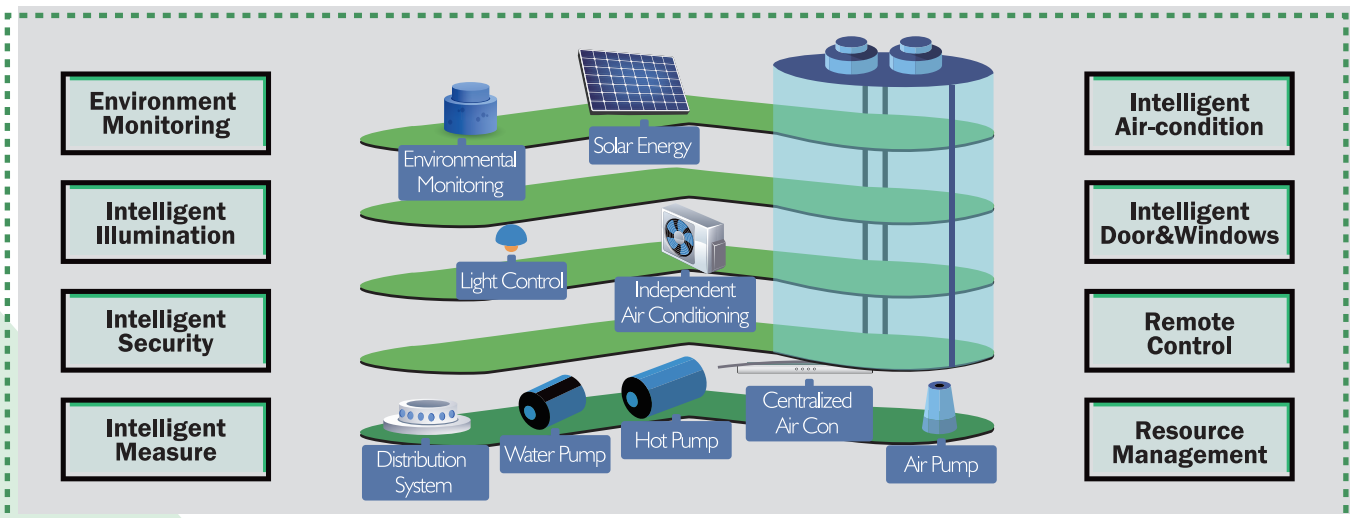 Environment
Monitoring
Intelligent
Illumination
Intelligent
Security
Intelligent
Measure
Environmental
Monitoring
Solar Energy
Light Control
Independent
Air Conditioning
Distribution
System
Water Pump
Hot Pump
Centralized
Air Con
Air Pump
Intelligent
Air-condition
Intelligent
Door&Windows
Remote
Control
Resource
Management